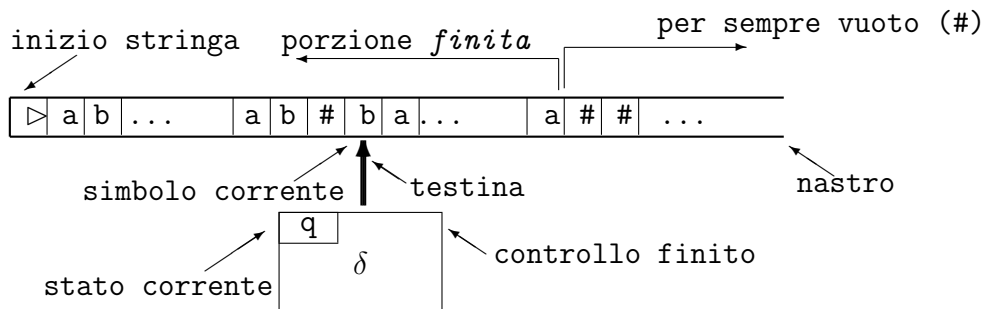 per sempre vuoto (#)
inizio stringa porzione finita
▷ a b ... a b # b a ... a # # ...
simbolo corrente testina nastro
q
δ controllo finito
stato corrente